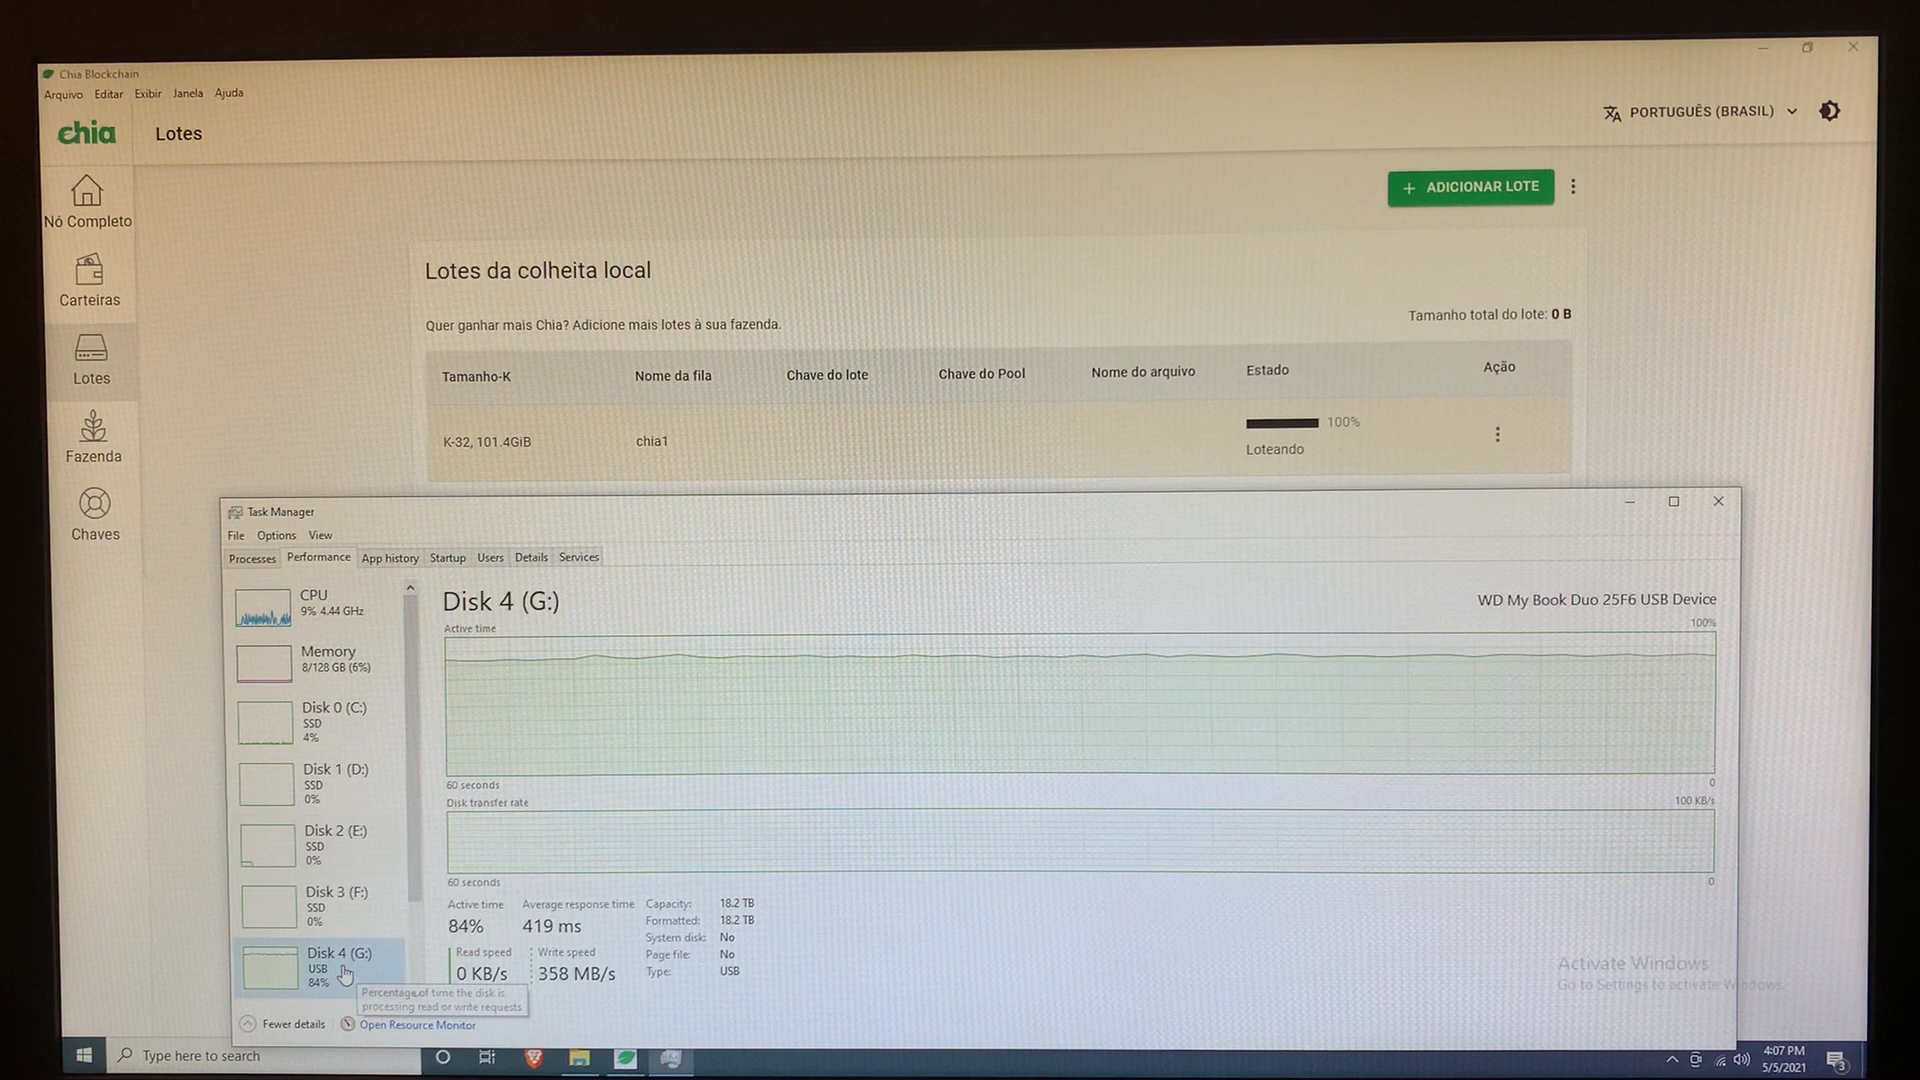 Chia Blockchain
Arquivo Editar Exibir Janela Ajuda
chia
Lotes
PORTUGUÊS (BRASIL)
Nó Completo
Carteiras
Lotes
Fazenda
Chaves
+ ADICIONAR LOTE
Lotes da colheita local
Quer ganhar mais Chia? Adicione mais lotes à sua fazenda.
Tamanho total do lote: 0 B
Tamanho-K Nome da fila Chave do lote Chave do Pool Nome do arquivo Estado Ação
K-32, 101.4GiB chia1 100%
Loteando
Task Manager
File Options View
Processes Performance App history Startup Users Details Services
CPU
9% 4.44 GHz
Memory
8/128 GB (6%)
Disk 0 (C:)
SSD
4%
Disk 1 (D:)
SSD
0%
Disk 2 (E:)
SSD
0%
Disk 3 (F:)
SSD
0%
Disk 4 (G:)
USB
84%
Disk 4 (G:) WD My Book Duo 25F6 USB Device
Active time 100%
60 seconds 0
Disk transfer rate 100 KB/s
60 seconds 0
Active time Average response time
84% 419 ms
Read speed Write speed
0 KB/s 358 MB/s
Capacity: 18.2 TB
Formatted: 18.2 TB
System disk: No
Page file: No
Type: USB
Percentage of time the disk is
processing read or write requests
Fewer details Open Resource Monitor
Activate Windows
Go to Settings to activate Windows.
Type here to search
4:07 PM
5/5/2021
3